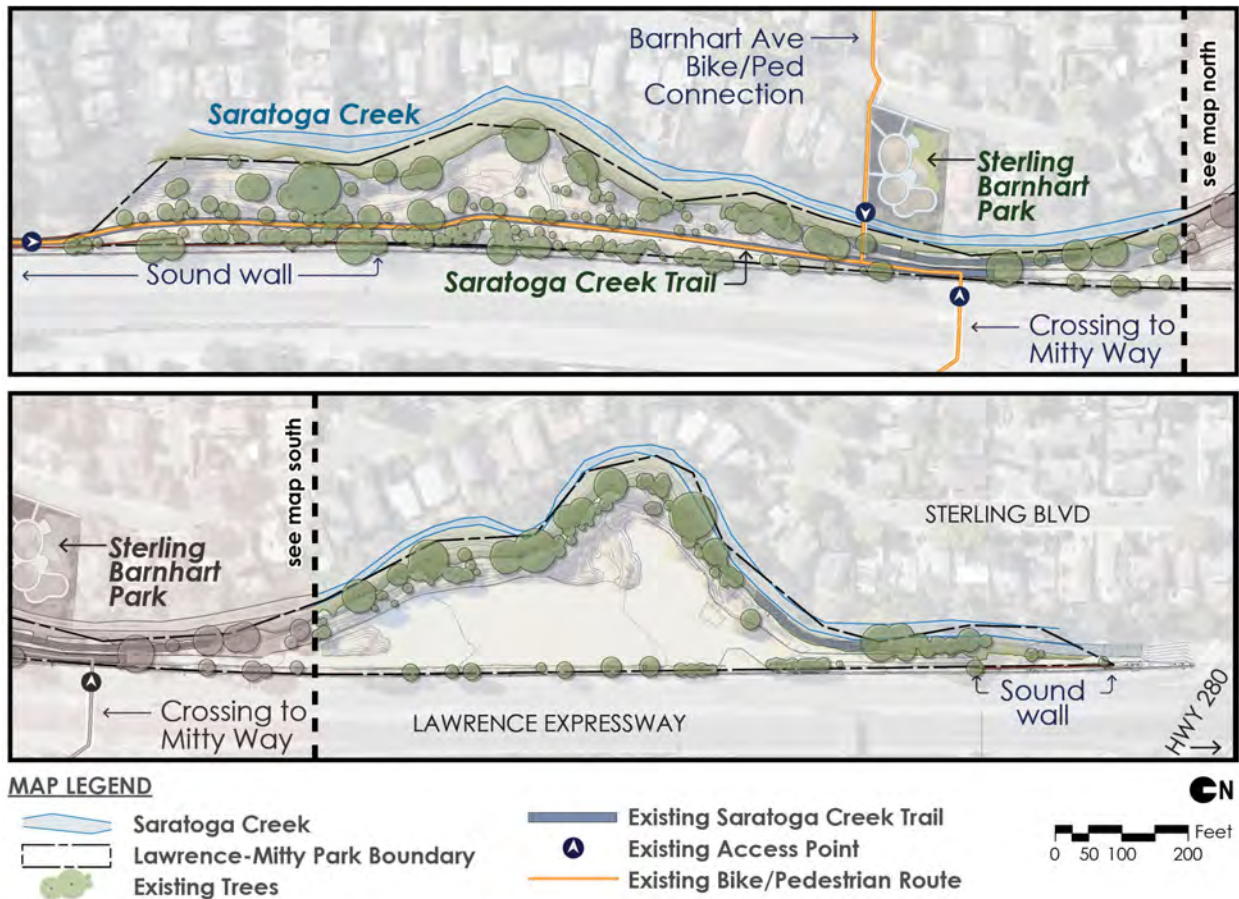 Barnhart Ave
Bike/Ped
Connection
Saratoga Creek
Sterling
Barnhart
Park
see map north
Sound wall
Saratoga Creek Trail
Crossing to
Mitty Way
Sterling
Barnhart
Park
see map south
STERLING BLVD
Crossing to
Mitty Way
LAWRENCE EXPRESSWAY
Sound
wall
HWY 280
MAP LEGEND
Saratoga Creek
Lawrence-Mitty Park Boundary
Existing Trees
Existing Saratoga Creek Trail
Existing Access Point
Existing Bike/Pedestrian Route
N
Feet
0 50 100 200